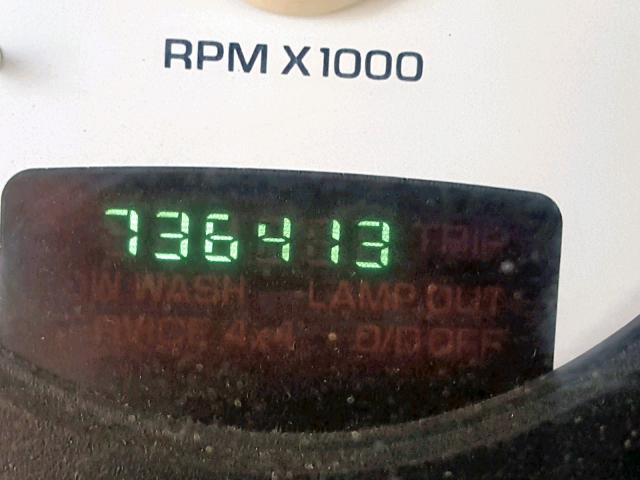 RPM X1000
736413 TRIP
W WASH LAMP OUT
4x4 O/D OFF